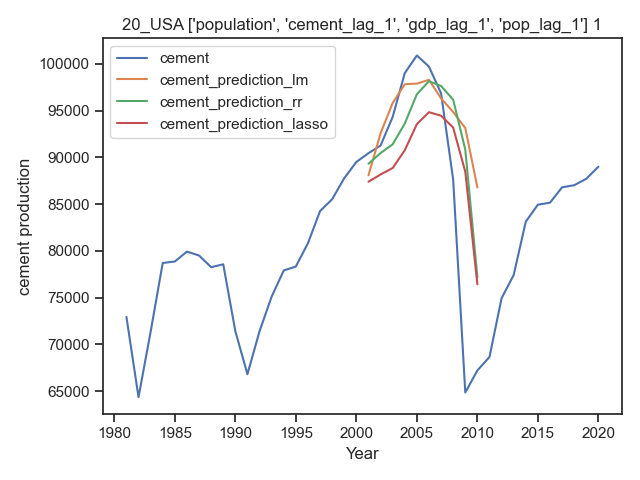 20_USA ['population', 'cement_lag_1', 'gdp_lag_1', 'pop_lag_1'] 1
cement
cement_prediction_lm
cement_prediction_rr
cement_prediction_lasso
cement production
100000
95000
90000
85000
80000
75000
70000
65000
1980 1985 1990 1995 2000 2005 2010 2015 2020
Year